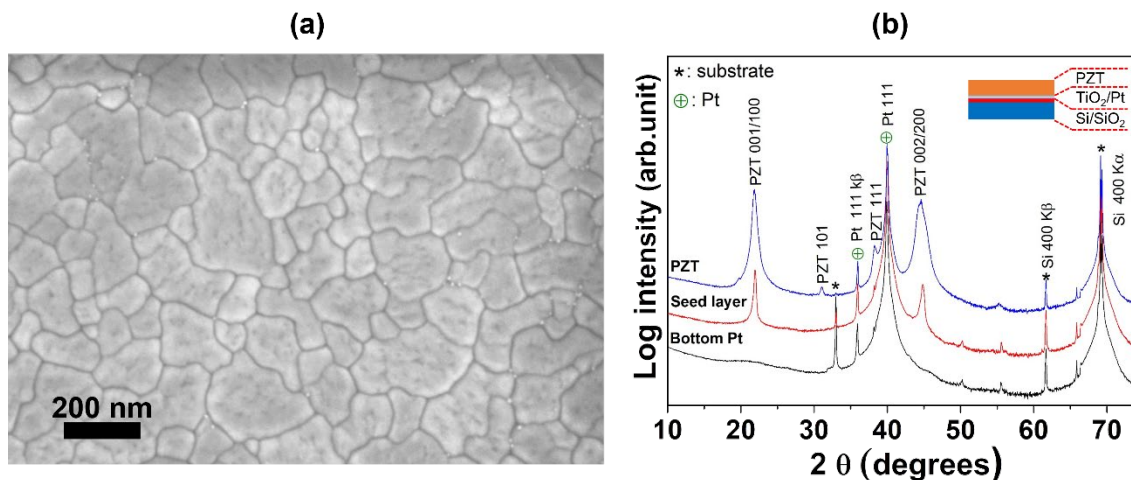 (a)
(b)
200 nm
*: substrate
⊕: Pt
PZT
TiO₂/Pt
Si/SiO₂
PZT 001/100
PZT 101
*
⊕
Pt 111 kβ
PZT 111
⊕
Pt 111
PZT 002/200
*
Si 400 Kβ
*
Si 400 Kα
PZT
Seed layer
Bottom Pt
Log intensity (arb.unit)
10 20 30 40 50 60 70
2 θ (degrees)